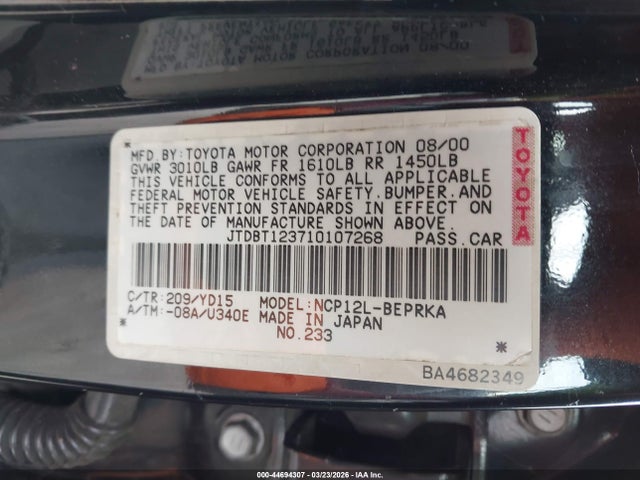 MFD.BY:TOYOTA MOTOR CORPORATION 08/00
GVWR 3010LB GAWR FR 1610LB RR 1450LB
THIS VEHICLE CONFORMS TO ALL APPLICABLE
FEDERAL MOTOR VEHICLE SAFETY.BUMPER.AND
THEFT PREVENTION STANDARDS IN EFFECT ON
THE DATE OF MANUFACTURE SHOWN ABOVE.
JTDBT123710107268 PASS.CAR
TOYOTA
C/TR:209/YD15 MODEL:NCP12L-BEPRKA
A/TM:-08A/U340E MADE IN JAPAN
NO.233
BA4682349
000-44694307 - 03/23/2026 - IAA Inc.